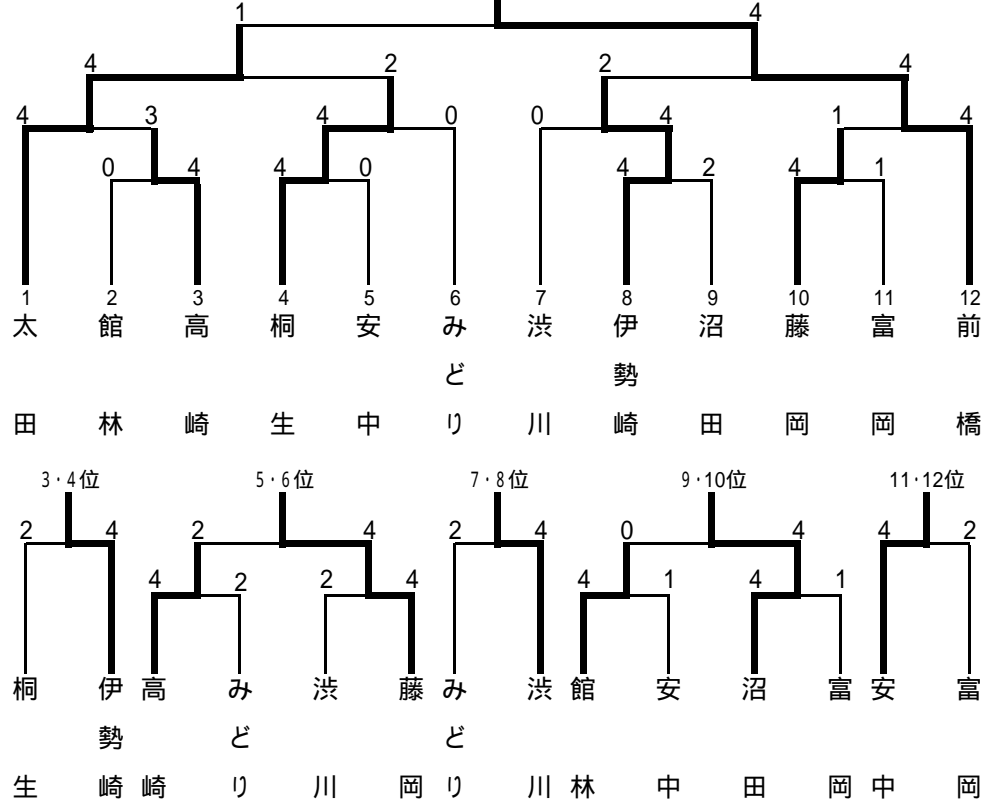 1 4
4 2 2 4
4 3 4 0 0 4 1 4
0 4 4 0 4 2 4 1
1 2 3 4 5 6 7 8 9 10 11 12
太田 館林 高崎 桐生 安中 みどり 渋川 伊勢崎 沼田 藤岡 富岡 前橋
3・4位 5・6位 7・8位 9・10位 11・12位
2 4 2 4 2 4 0 4 4 2
4 2 2 4 4 1 4 1
桐生 伊勢崎 高崎 みどり 渋川 藤岡 みどり 渋川 館林 安中 沼田 富岡 安中 富岡